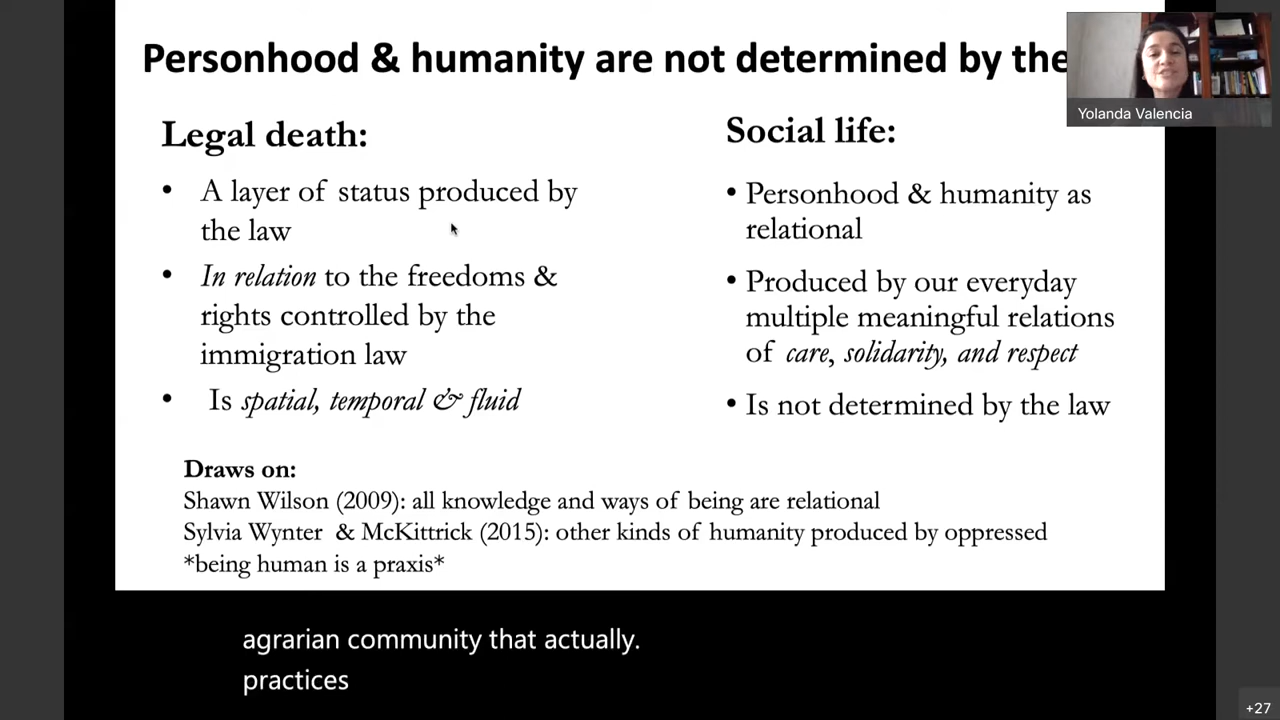 Personhood & humanity are not determined by the
Yolanda Valencia
Legal death:
• A layer of status produced by
the law
• In relation to the freedoms &
rights controlled by the
immigration law
• Is spatial, temporal & fluid
Social life:
• Personhood & humanity as
relational
• Produced by our everyday
multiple meaningful relations
of care, solidarity, and respect
• Is not determined by the law
Draws on:
Shawn Wilson (2009): all knowledge and ways of being are relational
Sylvia Wynter & McKittrick (2015): other kinds of humanity produced by oppressed
*being human is a praxis*
agrarian community that actually.
practices
+27